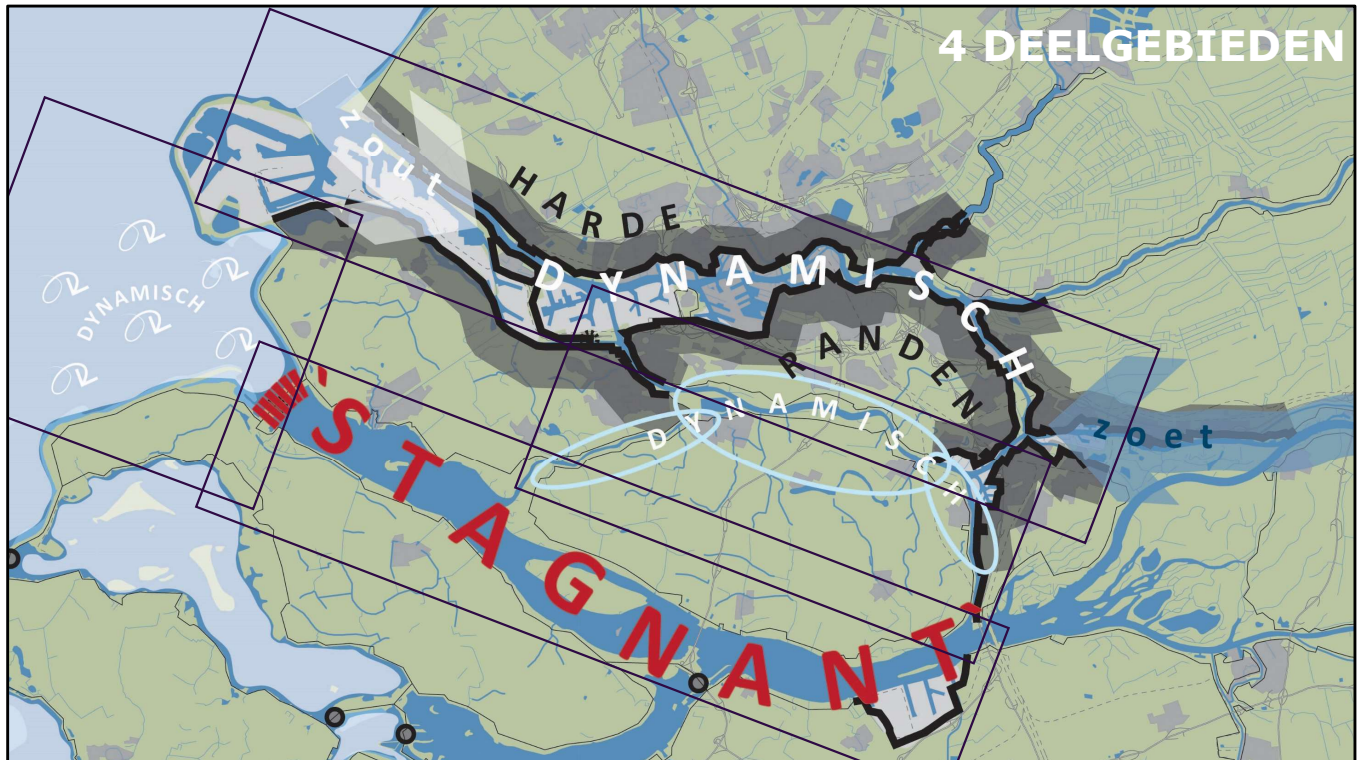 4 DEELGEBIEDEN
zout
HARDE
DYNAMISCH
DYNAMISCH
RANDEN
DYNAMISCH
zoet
'STAGNANT'